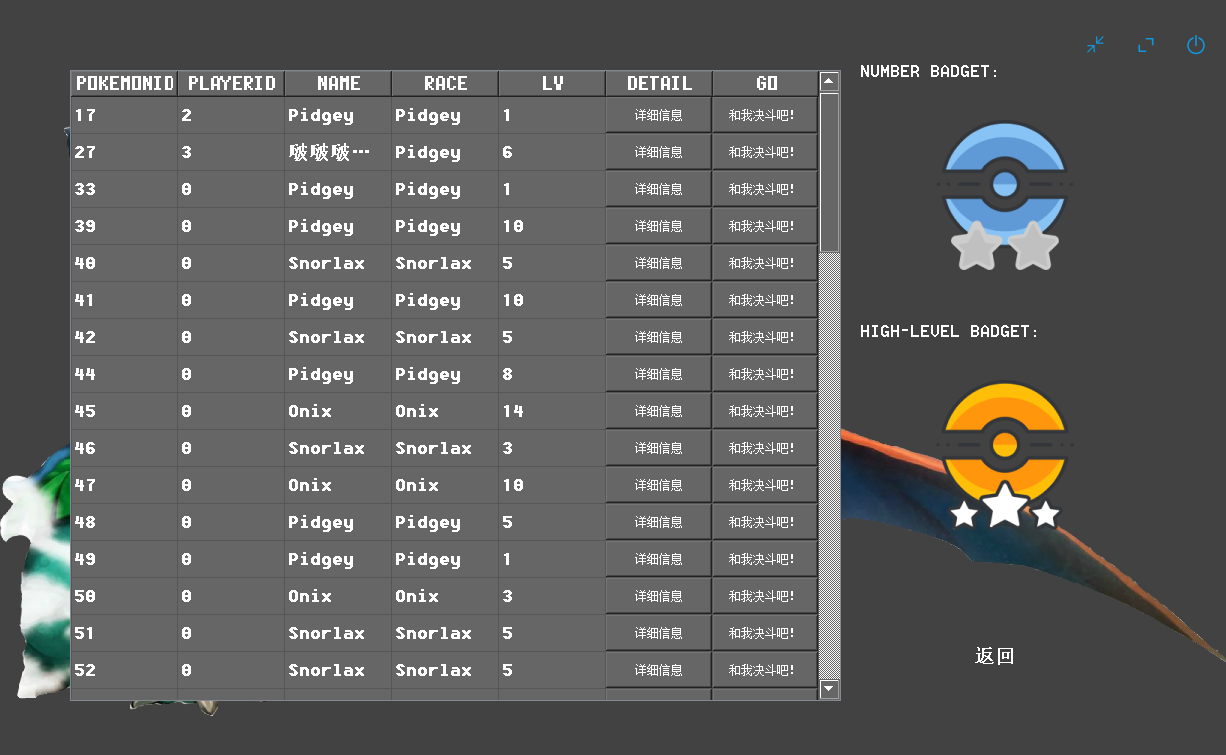 NUMBER BADGET:
POKEMONID PLAYERID NAME RACE LV DETAIL GO
17 2 Pidgey Pidgey 1 详细信息 和我决斗吧!
27 3 啵啵啵… Pidgey 6 详细信息 和我决斗吧!
33 0 Pidgey Pidgey 1 详细信息 和我决斗吧!
39 0 Pidgey Pidgey 10 详细信息 和我决斗吧!
40 0 Snorlax Snorlax 5 详细信息 和我决斗吧!
41 0 Pidgey Pidgey 10 详细信息 和我决斗吧!
42 0 Snorlax Snorlax 5 详细信息 和我决斗吧!
44 0 Pidgey Pidgey 8 详细信息 和我决斗吧!
45 0 Onix Onix 14 详细信息 和我决斗吧!
46 0 Snorlax Snorlax 3 详细信息 和我决斗吧!
47 0 Onix Onix 10 详细信息 和我决斗吧!
48 0 Pidgey Pidgey 5 详细信息 和我决斗吧!
49 0 Pidgey Pidgey 1 详细信息 和我决斗吧!
50 0 Onix Onix 3 详细信息 和我决斗吧!
51 0 Snorlax Snorlax 5 详细信息 和我决斗吧!
52 0 Snorlax Snorlax 5 详细信息 和我决斗吧!
HIGH-LEVEL BADGET:
返回